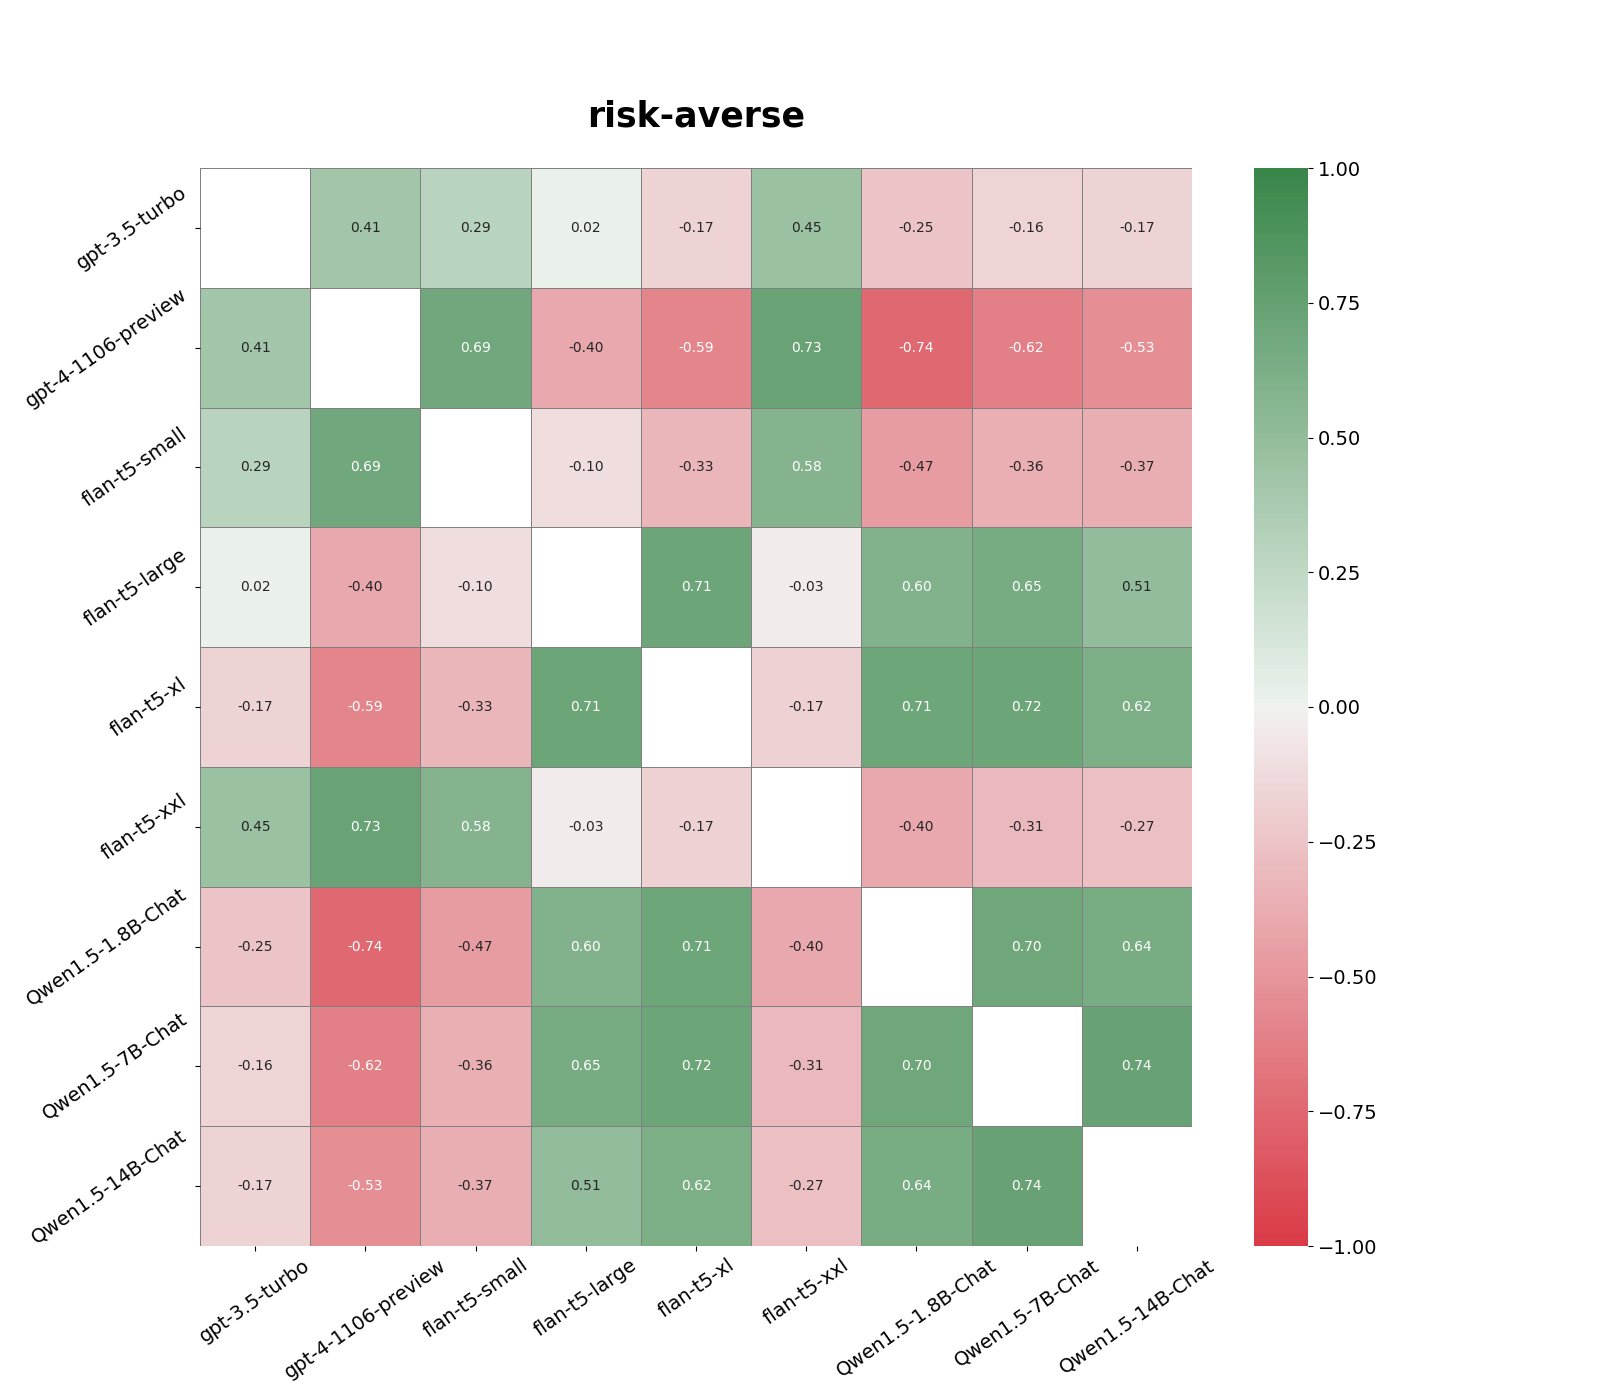 risk-averse
gpt-3.5-turbo 0.41 0.29 0.02 -0.17 0.45 -0.25 -0.16 -0.17
gpt-4-1106-preview 0.41 0.69 -0.40 -0.59 0.73 -0.74 -0.62 -0.53
flan-t5-small 0.29 0.69 -0.10 -0.33 0.58 -0.47 -0.36 -0.37
flan-t5-large 0.02 -0.40 -0.10 0.71 -0.03 0.60 0.65 0.51
flan-t5-xl -0.17 -0.59 -0.33 0.71 -0.17 0.71 0.72 0.62
flan-t5-xxl 0.45 0.73 0.58 -0.03 -0.17 -0.40 -0.31 -0.27
Qwen1.5-1.8B-Chat -0.25 -0.74 -0.47 0.60 0.71 -0.40 0.70 0.64
Qwen1.5-7B-Chat -0.16 -0.62 -0.36 0.65 0.72 -0.31 0.70 0.74
Qwen1.5-14B-Chat -0.17 -0.53 -0.37 0.51 0.62 -0.27 0.64 0.74
gpt-3.5-turbo gpt-4-1106-preview flan-t5-small flan-t5-large flan-t5-xl flan-t5-xxl Qwen1.5-1.8B-Chat Qwen1.5-7B-Chat Qwen1.5-14B-Chat
1.00
0.75
0.50
0.25
0.00
−0.25
−0.50
−0.75
−1.00